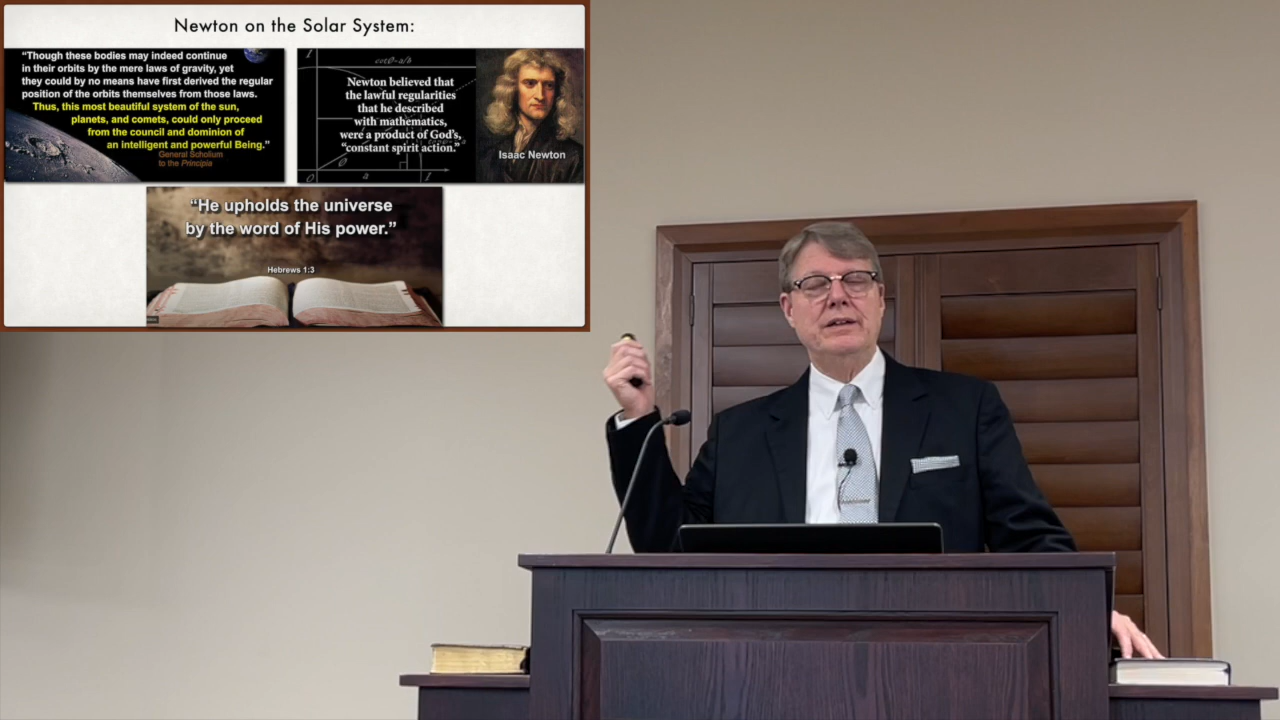 Newton on the Solar System:
“Though these bodies may indeed continue
in their orbits by the mere laws of gravity, yet
they could by no means have first derived the regular
position of the orbits themselves from those laws.
Thus, this most beautiful system of the sun,
planets, and comets, could only proceed
from the council and dominion of
an intelligent and powerful Being.”
General Scholium
to the Principia
cotθ=a/b
Newton believed that
the lawful regularities
that he described
with mathematics,
were a product of God’s,
“constant spirit action.”
θ
O
a
1
Isaac Newton
“He upholds the universe
by the word of His power.”
Hebrews 1:3